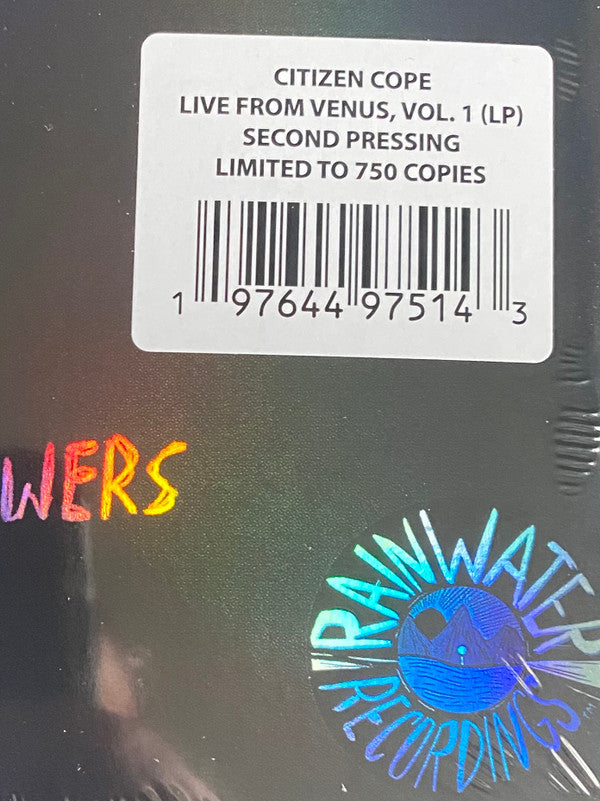 CITIZEN COPE
LIVE FROM VENUS, VOL. 1 (LP)
SECOND PRESSING
LIMITED TO 750 COPIES
1 97644 97514 3
WERS
RAINWATER
RECORDINGS™